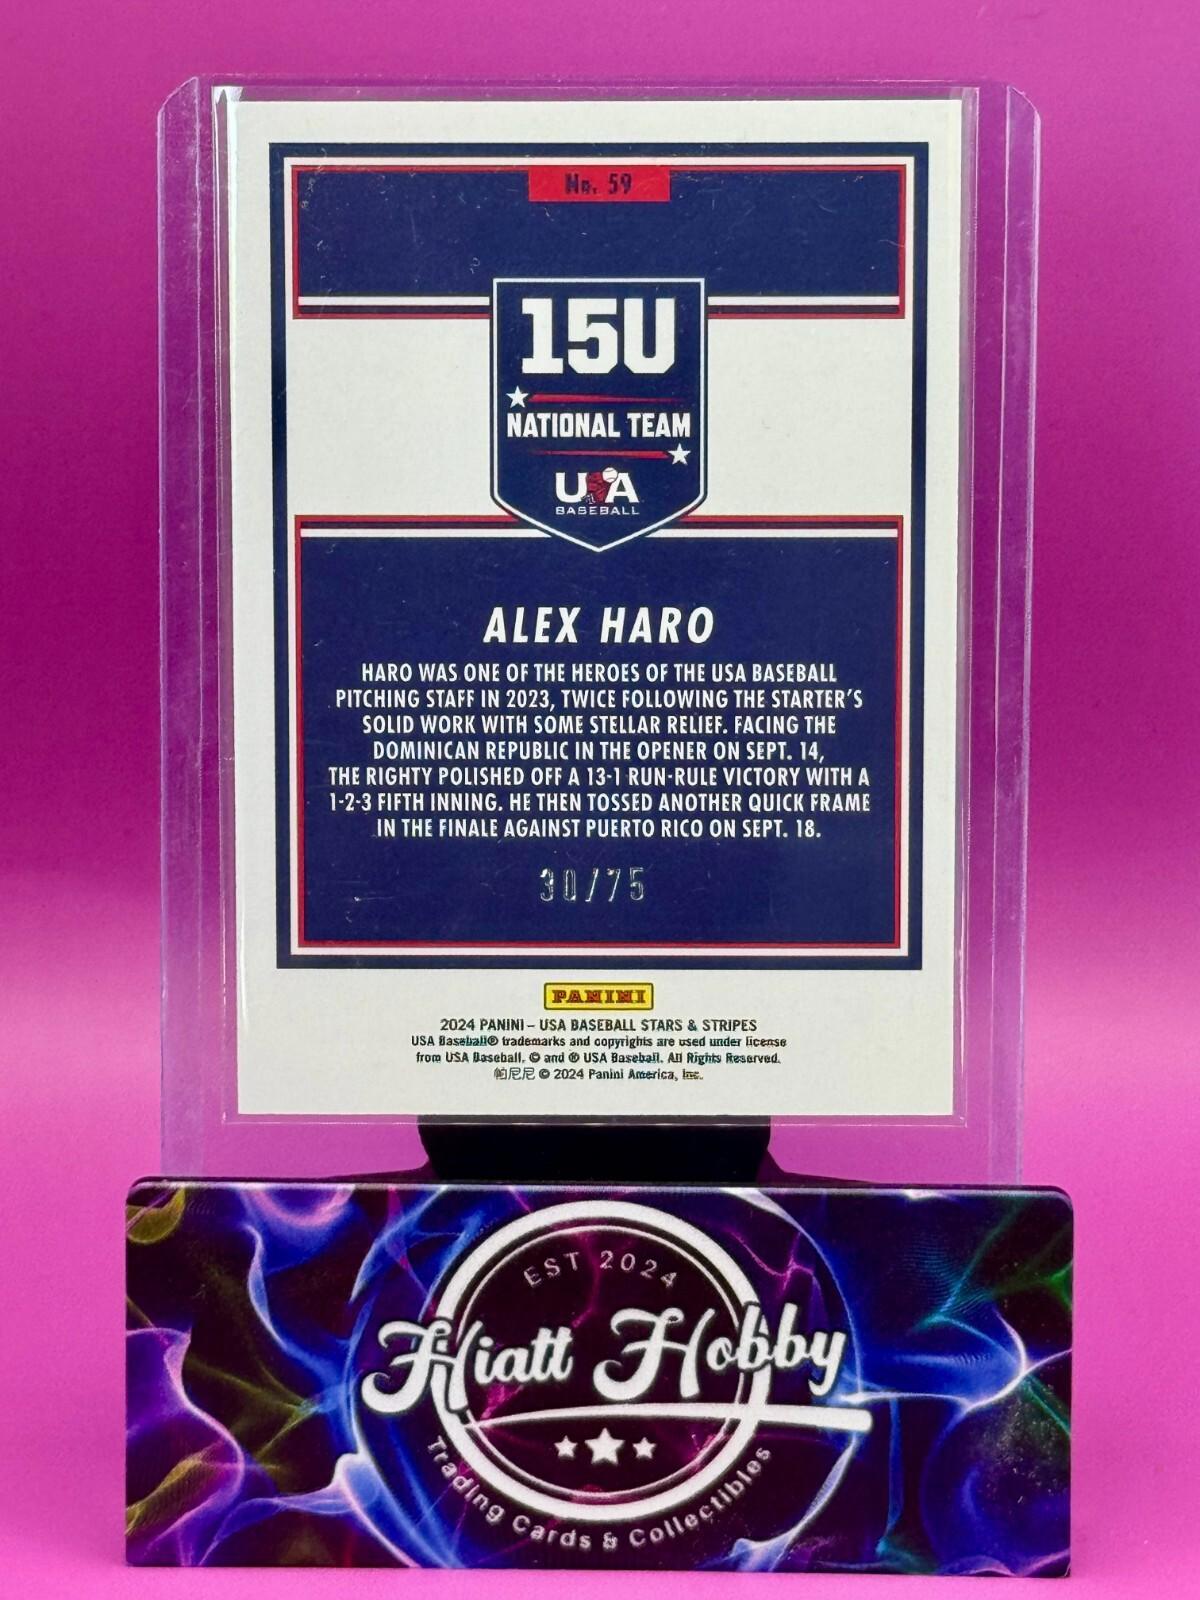 No. 59
15U
NATIONAL TEAM
USA
BASEBALL
ALEX HARO
HARO WAS ONE OF THE HEROES OF THE USA BASEBALL
PITCHING STAFF IN 2023, TWICE FOLLOWING THE STARTER'S
SOLID WORK WITH SOME STELLAR RELIEF. FACING THE
DOMINICAN REPUBLIC IN THE OPENER ON SEPT. 14,
THE RIGHTY POLISHED OFF A 13-1 RUN-RULE VICTORY WITH A
1-2-3 FIFTH INNING. HE THEN TOSSED ANOTHER QUICK FRAME
IN THE FINALE AGAINST PUERTO RICO ON SEPT. 18.
30/75
PANINI
2024 PANINI – USA BASEBALL STARS & STRIPES
USA Baseball® trademarks and copyrights are used under license
from USA Baseball. © and ® USA Baseball. All Rights Reserved.
帕尼尼 © 2024 Panini America, Inc.
EST 2024
Hiatt Hobby
Trading Cards & Collectibles